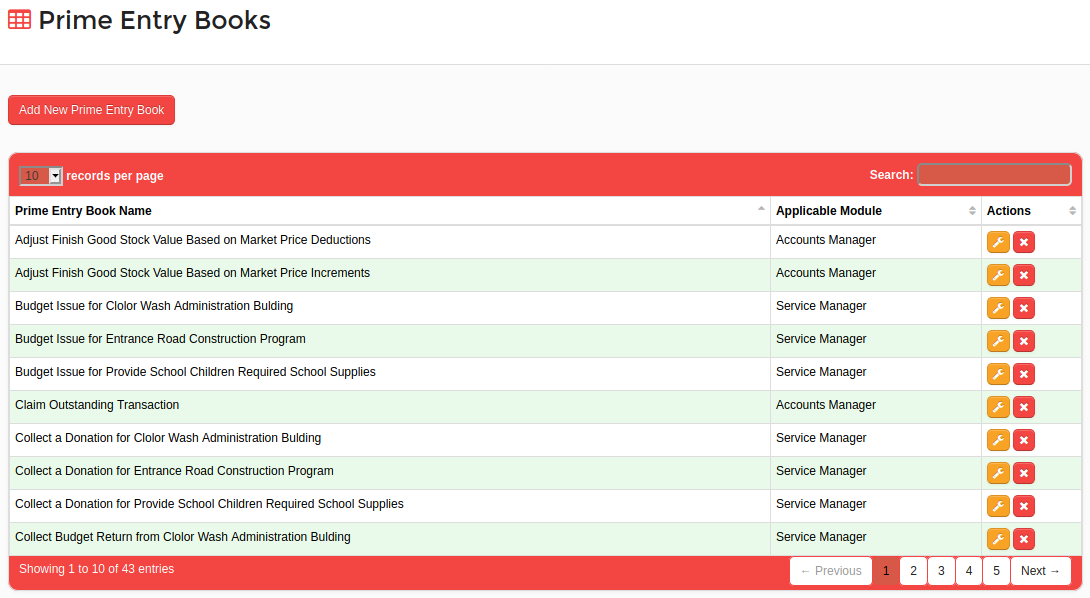 Prime Entry Books
Add New Prime Entry Book
10 records per page Search:
Prime Entry Book Name Applicable Module Actions
Adjust Finish Good Stock Value Based on Market Price Deductions Accounts Manager
Adjust Finish Good Stock Value Based on Market Price Increments Accounts Manager
Budget Issue for Clolor Wash Administration Bulding Service Manager
Budget Issue for Entrance Road Construction Program Service Manager
Budget Issue for Provide School Children Required School Supplies Service Manager
Claim Outstanding Transaction Accounts Manager
Collect a Donation for Clolor Wash Administration Bulding Service Manager
Collect a Donation for Entrance Road Construction Program Service Manager
Collect a Donation for Provide School Children Required School Supplies Service Manager
Collect Budget Return from Clolor Wash Administration Bulding Service Manager
Showing 1 to 10 of 43 entries ← Previous 1 2 3 4 5 Next →